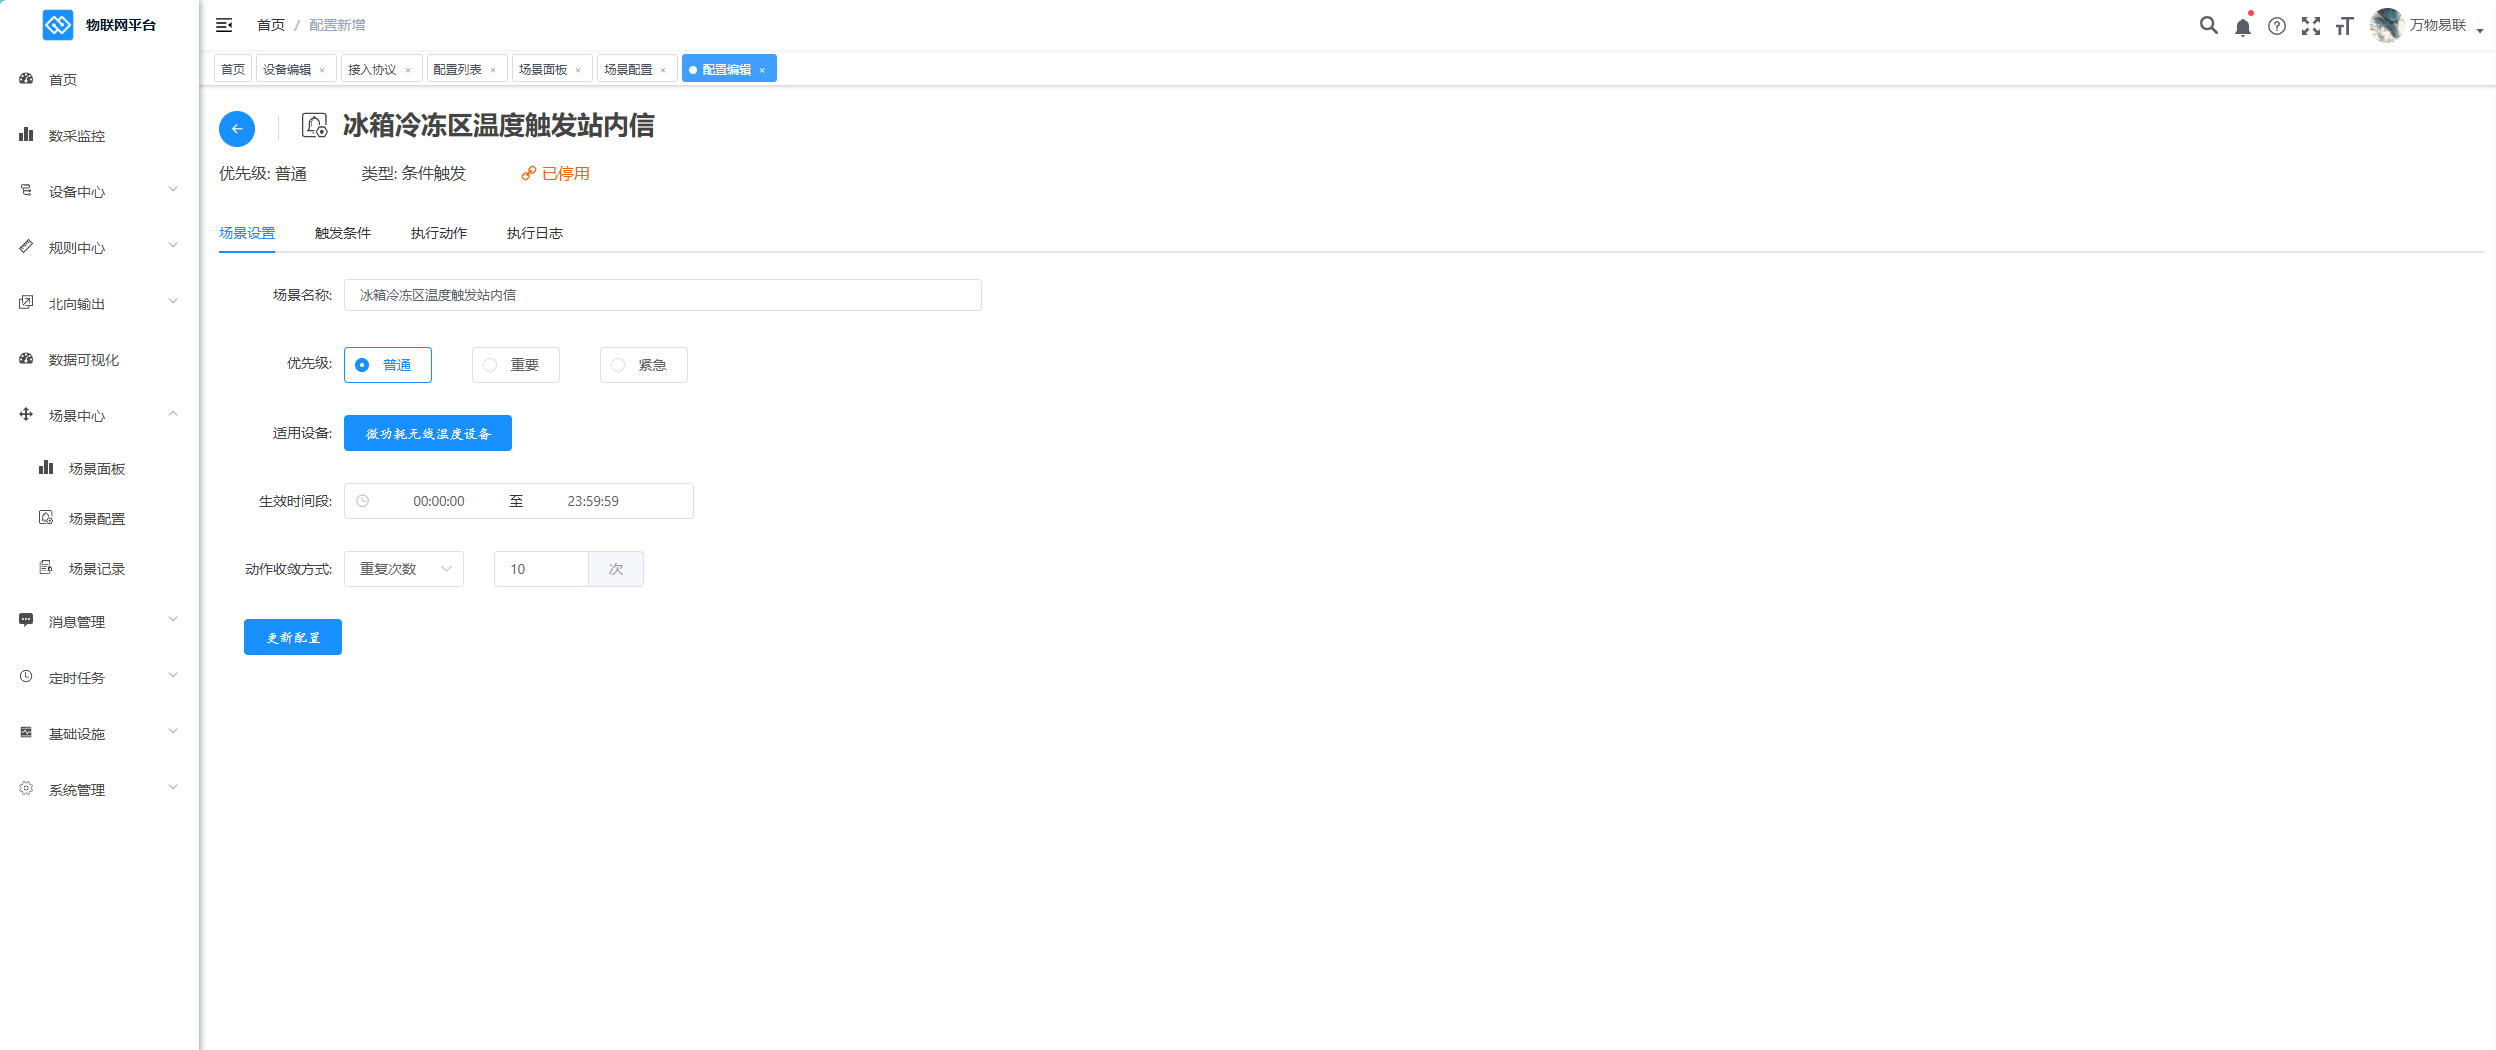 物联网平台
首页 / 配置新增
万物易联
首页
设备编辑 ×
接入协议 ×
配置列表 ×
场景面板 ×
场景配置 ×
配置编辑 ×
首页
数采监控
设备中心
规则中心
北向输出
数据可视化
场景中心
场景面板
场景配置
场景记录
消息管理
定时任务
基础设施
系统管理
冰箱冷冻区温度触发站内信
优先级: 普通 类型: 条件触发 已停用
场景设置 触发条件 执行动作 执行日志
场景名称: 冰箱冷冻区温度触发站内信
优先级: 普通 重要 紧急
适用设备: 微功耗无线温度设备
生效时间段: 00:00:00 至 23:59:59
动作收敛方式: 重复次数 10 次
更新配置